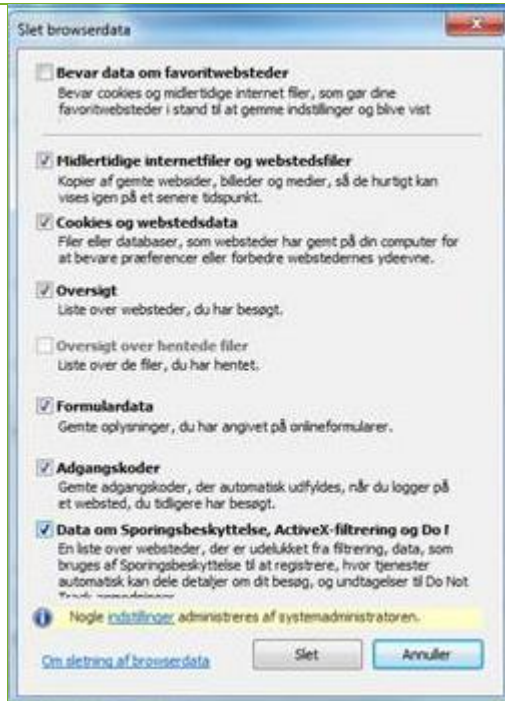 Slet browserdata
Bevar data om favoritwebsteder
Bevar cookies og midlertidige internet filer, som gør dine
favoritwebsteder i stand til at gemme indstillinger og blive vist
Midlertidige internetfiler og webstedsfiler
Kopier af gemte websider, billeder og medier, så de hurtigt kan
vises igen på et senere tidspunkt.
Cookies og webstedsdata
Filer eller databaser, som websteder har gemt på din computer for
at bevare præferencer eller forbedre webstedernes ydeevne.
Oversigt
Liste over websteder, du har besøgt.
Oversigt over hentede filer
Liste over de filer, du har hentet.
Formulardata
Gemte oplysninger, du har angivet på onlineformularer.
Adgangskoder
Gemte adgangskoder, der automatisk udfyldes, når du logger på
et websted, du tidligere har besøgt.
Data om Sporingsbeskyttelse, ActiveX-filtrering og Do
En liste over websteder, der er udelukket fra filtrering, data, som
bruges af Sporingsbeskyttelse til at registrere, hvor tjenester
automatisk kan dele detaljer om dit besøg, og undtagelser til Do Not
Nogle indstillinger administreres af systemadministratoren.
Om sletning af browserdata
Slet
Annuller